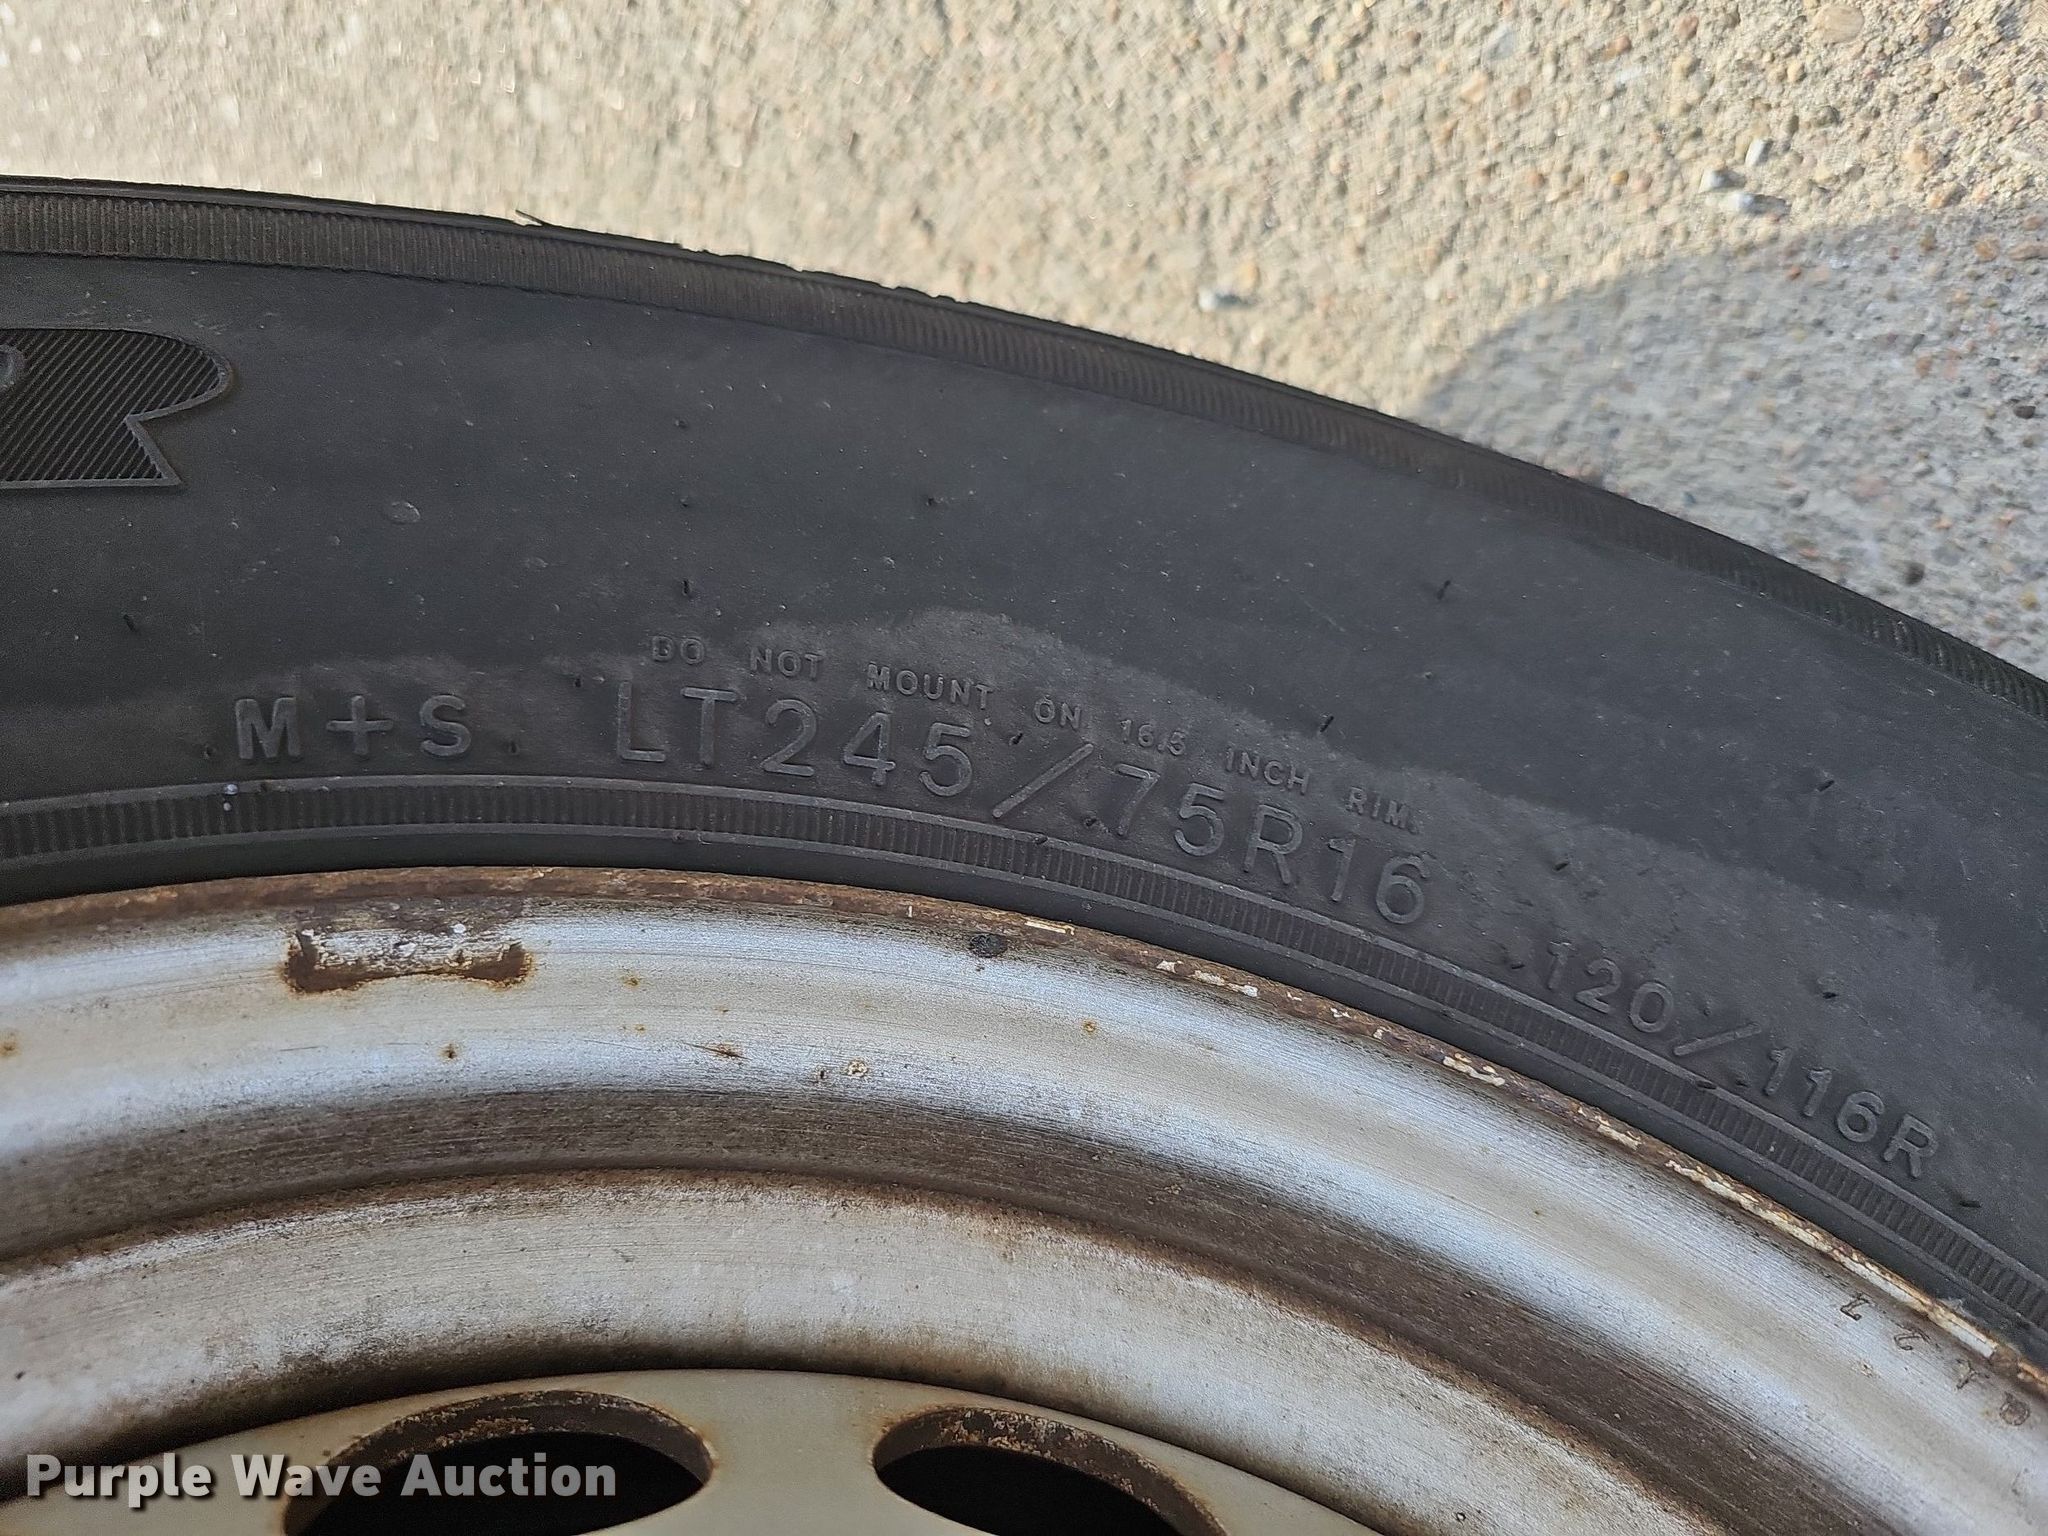 DO NOT MOUNT ON 16.5 INCH RIM.
M+S LT245/75R16 120/116R
Purple Wave Auction